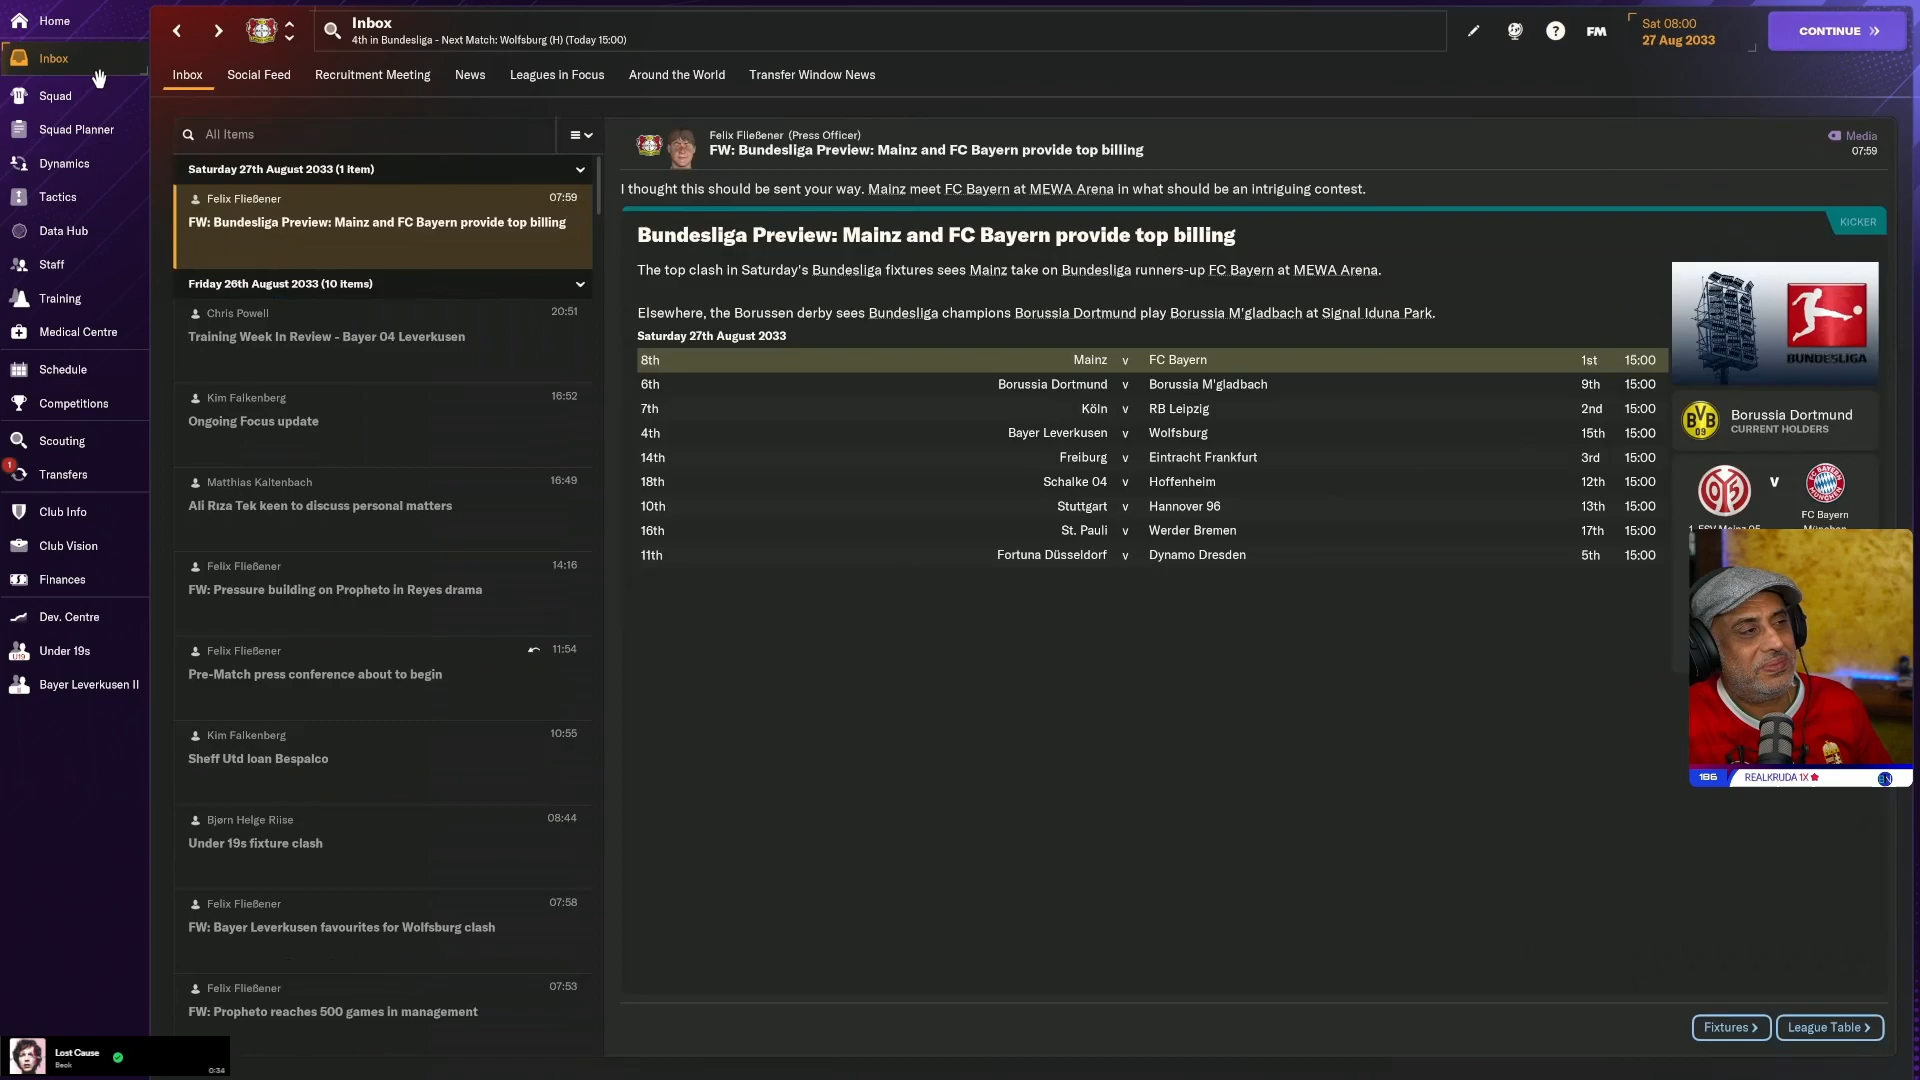 Home
Inbox
Squad
Squad Planner
Dynamics
Tactics
Data Hub
Staff
Training
Medical Centre
Schedule
Competitions
Scouting
1
Transfers
Club Info
Club Vision
Finances
Dev. Centre
Under 19s
Bayer Leverkusen II
Inbox
4th in Bundesliga - Next Match: Wolfsburg (H) (Today 15:00)
FM
Sat 08:00
27 Aug 2033
CONTINUE
Inbox Social Feed Recruitment Meeting News Leagues in Focus Around the World Transfer Window News
All Items
Saturday 27th August 2033 (1 item)
Felix Fließener 07:59
FW: Bundesliga Preview: Mainz and FC Bayern provide top billing
Friday 26th August 2033 (10 items)
Chris Powell 20:51
Training Week In Review - Bayer 04 Leverkusen
Kim Falkenberg 16:52
Ongoing Focus update
Matthias Kaltenbach 16:49
Ali Rıza Tek keen to discuss personal matters
Felix Fließener 14:16
FW: Pressure building on Propheto in Reyes drama
Felix Fließener 11:54
Pre-Match press conference about to begin
Kim Falkenberg 10:55
Sheff Utd loan Bespalco
Bjørn Helge Riise 08:44
Under 19s fixture clash
Felix Fließener 07:58
FW: Bayer Leverkusen favourites for Wolfsburg clash
Felix Fließener 07:53
FW: Propheto reaches 500 games in management
Felix Fließener (Press Officer)
FW: Bundesliga Preview: Mainz and FC Bayern provide top billing
Media
07:59
I thought this should be sent your way. Mainz meet FC Bayern at MEWA Arena in what should be an intriguing contest.
KICKER
Bundesliga Preview: Mainz and FC Bayern provide top billing
The top clash in Saturday's Bundesliga fixtures sees Mainz take on Bundesliga runners-up FC Bayern at MEWA Arena.
Elsewhere, the Borussen derby sees Bundesliga champions Borussia Dortmund play Borussia M'gladbach at Signal Iduna Park.
Saturday 27th August 2033
8th Mainz v FC Bayern 1st 15:00
6th Borussia Dortmund v Borussia M'gladbach 9th 15:00
7th Köln v RB Leipzig 2nd 15:00
4th Bayer Leverkusen v Wolfsburg 15th 15:00
14th Freiburg v Eintracht Frankfurt 3rd 15:00
18th Schalke 04 v Hoffenheim 12th 15:00
10th Stuttgart v Hannover 96 13th 15:00
16th St. Pauli v Werder Bremen 17th 15:00
11th Fortuna Düsseldorf v Dynamo Dresden 5th 15:00
BUNDESLIGA
BVB
09
Borussia Dortmund
CURRENT HOLDERS
V
1. FSV Mainz 05
FC Bayern
München
186 REALKRUDA 1X
Fixtures
League Table
Lost Cause
Beck
0:34